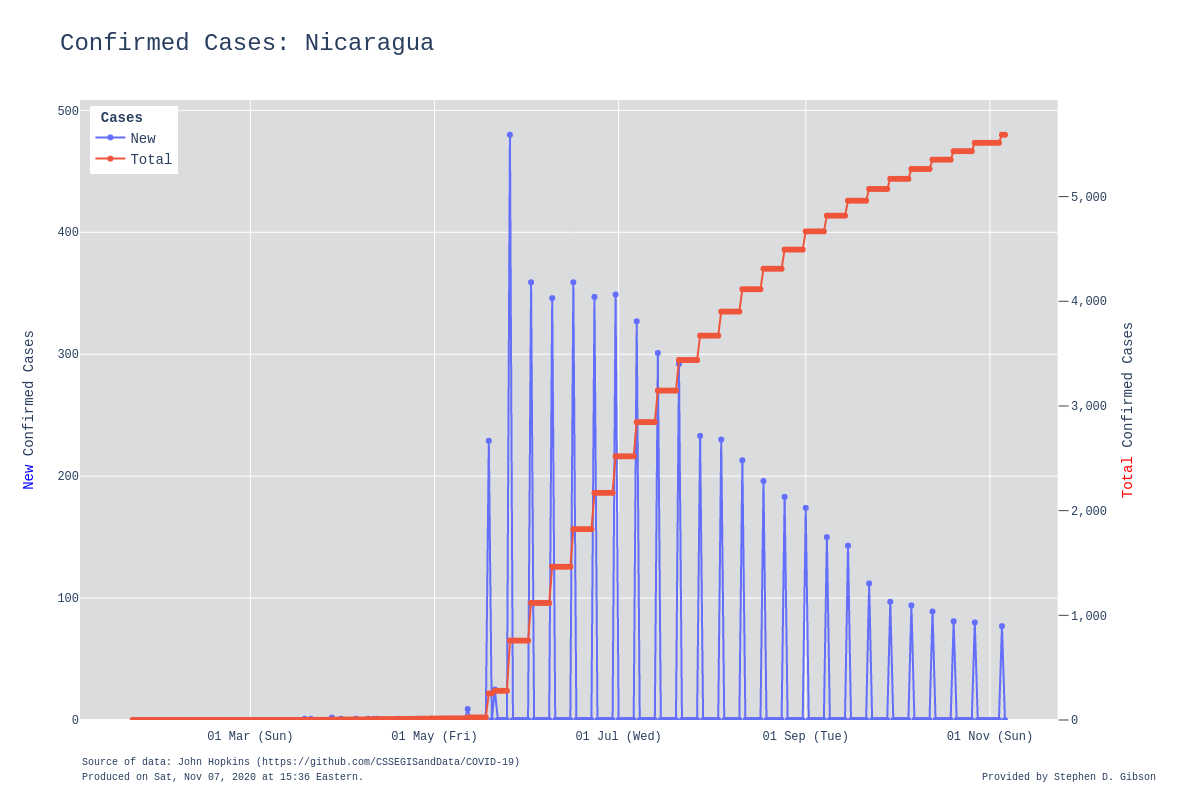 Confirmed Cases: Nicaragua
Cases
New
Total
500
400
300
200
100
0
5,000
4,000
3,000
2,000
1,000
0
New Confirmed Cases
Total Confirmed Cases
01 Mar (Sun) 01 May (Fri) 01 Jul (Wed) 01 Sep (Tue) 01 Nov (Sun)
Source of data: John Hopkins (https://github.com/CSSEGISandData/COVID-19)
Produced on Sat, Nov 07, 2020 at 15:36 Eastern.
Provided by Stephen D. Gibson